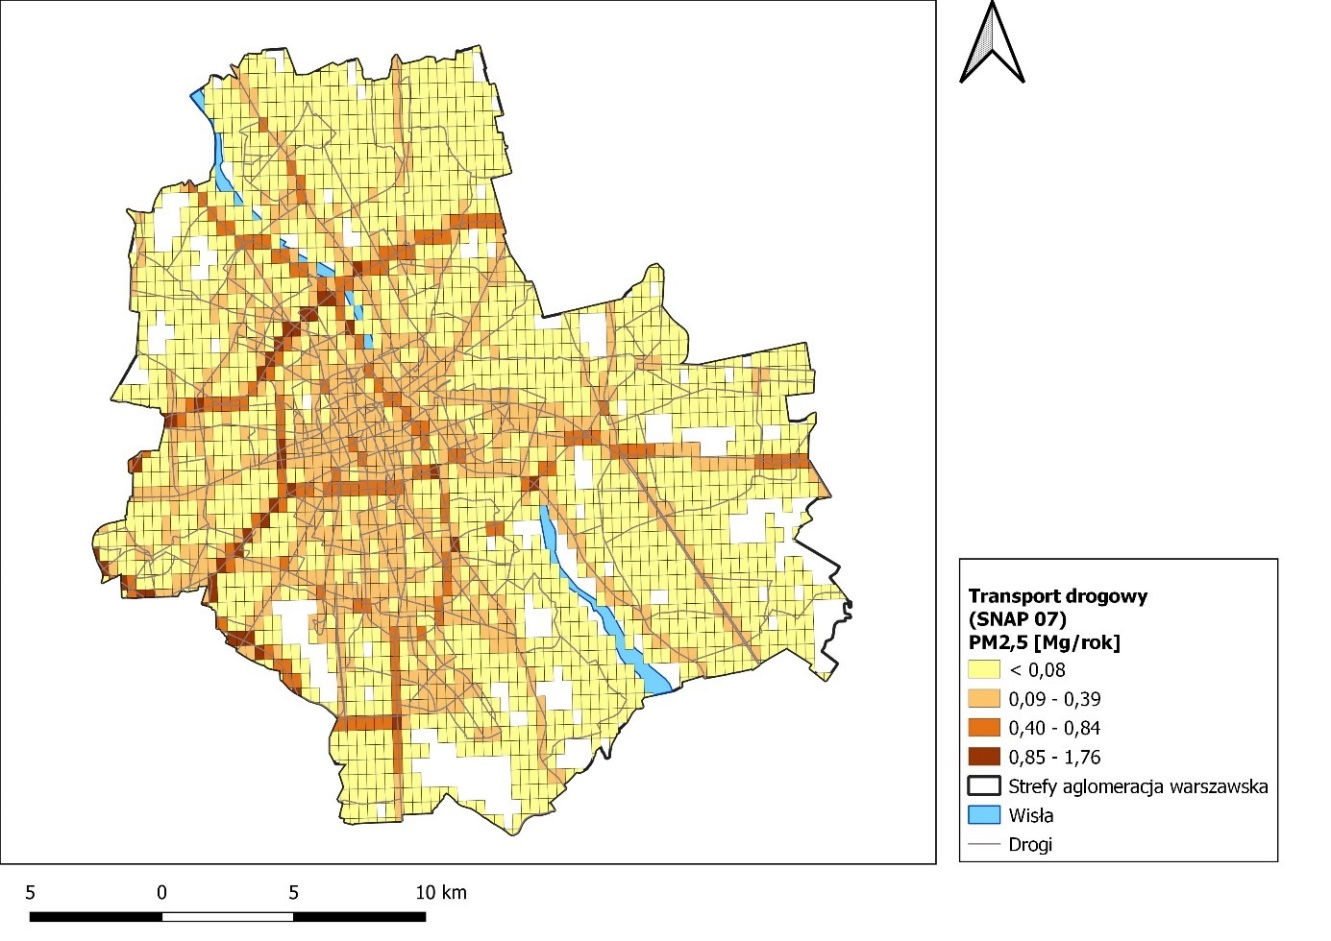 Transport drogowy
(SNAP 07)
PM2,5 [Mg/rok]
< 0,08
0,09 - 0,39
0,40 - 0,84
0,85 - 1,76
Strefy aglomeracja warszawska
Wisła
Drogi
5 0 5 10 km